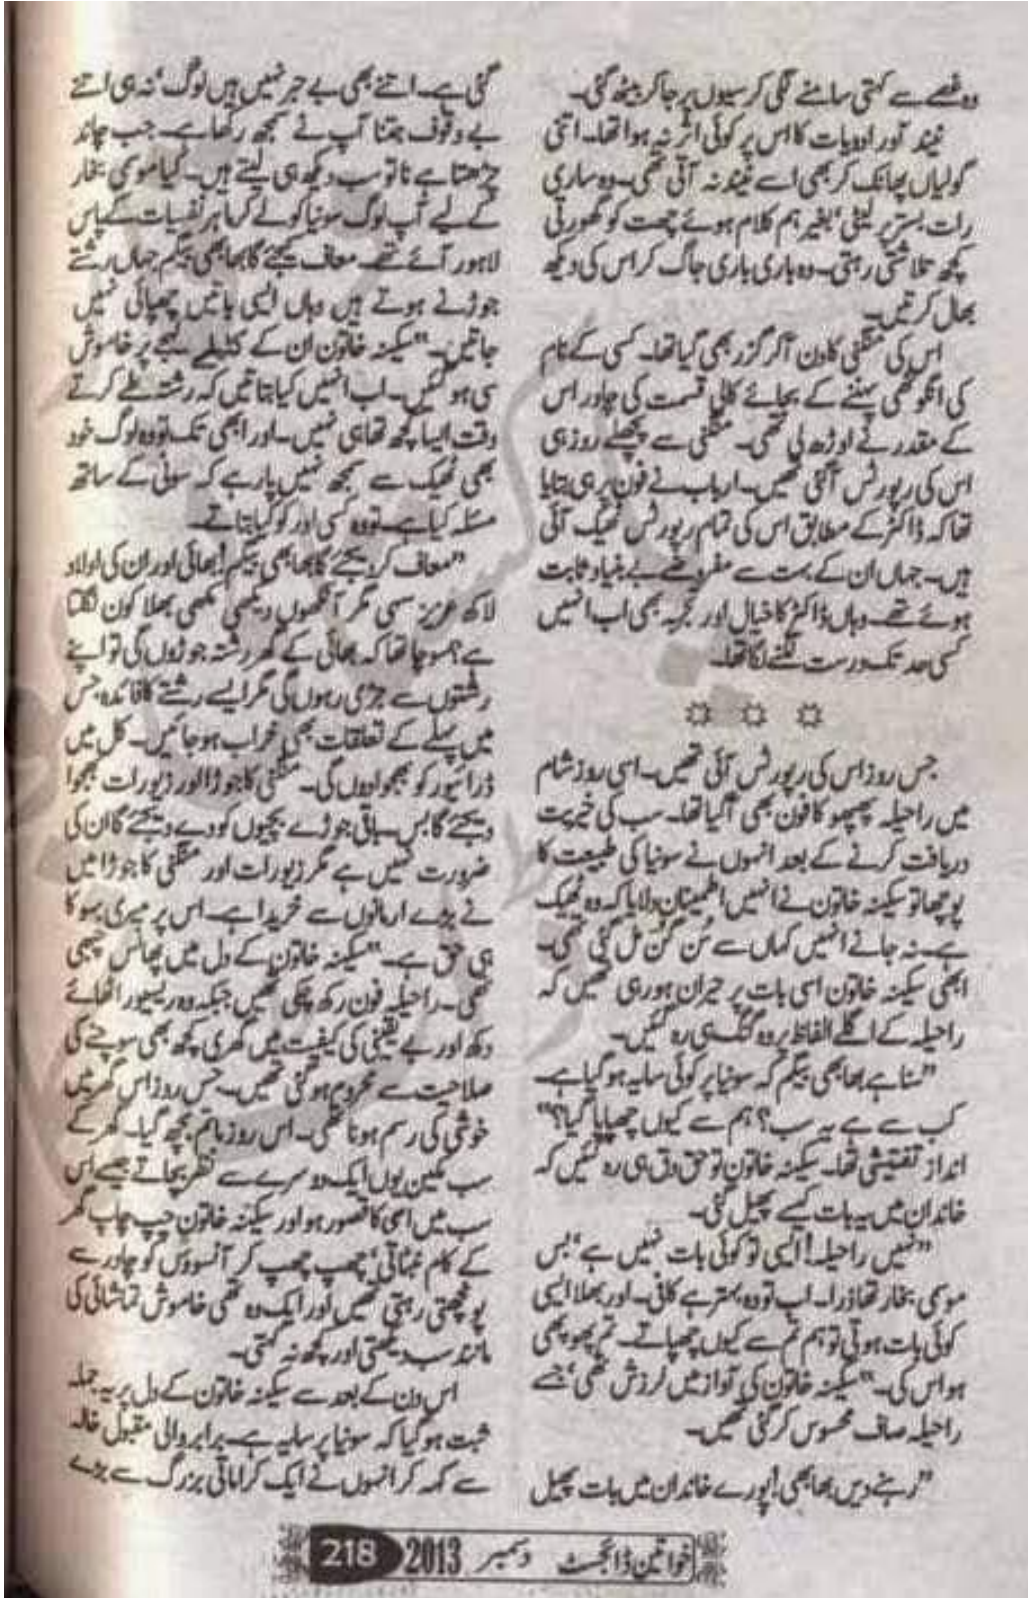 وہ غصے سے کہتی سامنے لگی کرسیوں پر جا کر بیٹھ گئی۔
نیند آور ادویات کا اس پر کوئی اثر نہ ہوا تھا۔ اتنی
گولیاں پھانک کر بھی اسے نیند نہ آئی تھی۔ وہ ساری
رات بستر پر لیٹی، بغیر ہم کلام ہوئے چھت کو گھورتی
کچھ تلاشتی رہتی۔ وہ باری باری جاگ کر اس کی دیکھ
بھال کرتیں۔
اس کی منگنی کا دن آ کر گزر بھی گیا تھا۔ کسی کے نام
کی انگوٹھی پہننے کے بجائے کالی قسمت کی چادر اس
کے مقدر نے اوڑھ لی تھی۔ منگنی سے پچھلے روز ہی
اس کی رپورٹس آگئی تھیں۔ ارباب نے فون پر ہی بتایا
تھا کہ ڈاکٹر کے مطابق اس کی تمام رپورٹس ٹھیک آئی
ہیں۔ جہاں ان کے بہت سے مفروضے بے بنیاد ثابت
ہوئے تھے۔ وہاں ڈاکٹر کا خیال اور تجربہ بھی اب انہیں
کسی حد تک درست لگنے لگا تھا۔
جس روز اس کی رپورٹس آئی تھیں۔ اسی روز شام
میں راحیلہ پھپھو کا فون بھی آگیا تھا۔ سب کی خیریت
دریافت کرنے کے بعد انہوں نے سونیا کی طبیعت کا
پوچھا تو سکینہ خاتون نے انہیں اطمینان دلایا کہ وہ ٹھیک
ہے۔ نہ جانے انہیں کہاں سے سُن گُن مل گئی تھی۔
ابھی سکینہ خاتون اسی بات پر حیران ہو رہی تھیں کہ
راحیلہ کے اگلے الفاظ پر وہ گنگ ہی رہ گئیں۔
"سنا ہے بھابھی بیگم کہ سونیا پر کوئی سایہ ہو گیا ہے۔
کب سے ہے یہ سب؟ ہم سے کیوں چھپایا گیا؟"
انداز تفتیشی تھا۔ سکینہ خاتون تو حق دق ہی رہ گئیں کہ
خاندان میں یہ بات کیسے پھیل گئی۔
"نہیں راحیلہ! ایسی تو کوئی بات نہیں ہے، بس
موسمی بخار تھا ذرا۔ اب تو وہ بہتر ہے کافی۔ اور بھلا ایسی
کوئی بات ہوتی تو ہم تم سے کیوں چھپاتے۔ تم پھوپھی
ہو اس کی۔" سکینہ خاتون کی آواز میں لرزش تھی، جسے
راحیلہ صاف محسوس کر گئی تھیں۔
"رہنے دیں بھابھی! پورے خاندان میں بات پھیل
گئی ہے۔ اتنے بھی بے خبر نہیں ہیں لوگ، نہ ہی اتنے
بے وقوف جتنا آپ نے سمجھ رکھا ہے۔ جب چاند
چڑھتا ہے نا تو سب دیکھ ہی لیتے ہیں۔ کیا موسمی بخار
کے لیے آپ لوگ سونیا کو لے کر ماہر نفسیات کے پاس
لاہور آئے تھے۔ معاف کیجئے گا بھابھی بیگم جہاں رشتے
جوڑنے ہوتے ہیں وہاں ایسی باتیں چھپائی نہیں
جاتیں۔" سکینہ خاتون ان کے کٹیلے لہجے پر خاموش
سی ہو گئیں۔ اب انہیں کیا بتاتیں کہ رشتہ طے کرتے
وقت ایسا کچھ تھا ہی نہیں۔ اور ابھی تک تو وہ لوگ خود
بھی ٹھیک سے سمجھ نہیں پا رہے کہ سونی کے ساتھ
مسئلہ کیا ہے۔ تو وہ کسی اور کو کیا بتاتے۔
"معاف کر دیجئے گا بھابھی بیگم! بھائی اور ان کی اولاد
لاکھ عزیز سہی مگر آنکھوں دیکھی مکھی بھلا کون نگلتا
ہے؟ سوچا تھا کہ بھائی کے گھر رشتہ جوڑوں گی تو اپنے
رشتوں سے جڑی رہوں گی مگر ایسے رشتے کا فائدہ جس
میں پہلے کے تعلقات بھی خراب ہو جائیں۔ کل میں
ڈرائیور کو بھجوا دوں گی۔ منگنی کا جوڑا اور زیورات بھجوا
دیجئے گا بس۔ باقی جوڑے بچیوں کو دے دیجئے گا ان کی
ضرورت نہیں ہے مگر زیورات اور منگنی کا جوڑا میں
نے بڑے ارمانوں سے خریدا ہے۔ اس پر میری بہو کا
ہی حق ہے۔" سکینہ خاتون کے دل میں پھانس چبھی
تھی۔ راحیلہ فون رکھ چکی تھیں جبکہ وہ ریسیور اٹھائے
دکھ اور بے یقینی کی کیفیت میں گھری کچھ بھی سوچنے کی
صلاحیت سے محروم ہو گئی تھیں۔ جس روز اس گھر میں
خوشی کی رسم ہونا تھی۔ اس روز ماتم بچھ گیا۔ گھر کے
سب مکین یوں ایک دوسرے سے نظر بچاتے جیسے اس
سب میں اسی کا قصور ہو اور سکینہ خاتون چپ چاپ گھر
کے کام نمٹاتی، چھپ چھپ کر آنسوؤں کو چادر سے
پونچھتی رہتی تھیں اور ایک وہ تھی خاموش تماشائی کی
مانند سب دیکھتی اور کچھ نہ کہتی۔
اس دن کے بعد سے سکینہ خاتون کے دل پر یہ جملہ
ثبت ہو گیا کہ سونیا پر سایہ ہے۔ برابر والی مقبول خالہ
سے کہہ کر انہوں نے ایک کراماتی بزرگ سے بڑے
خواتین ڈائجسٹ دسمبر 2013 218